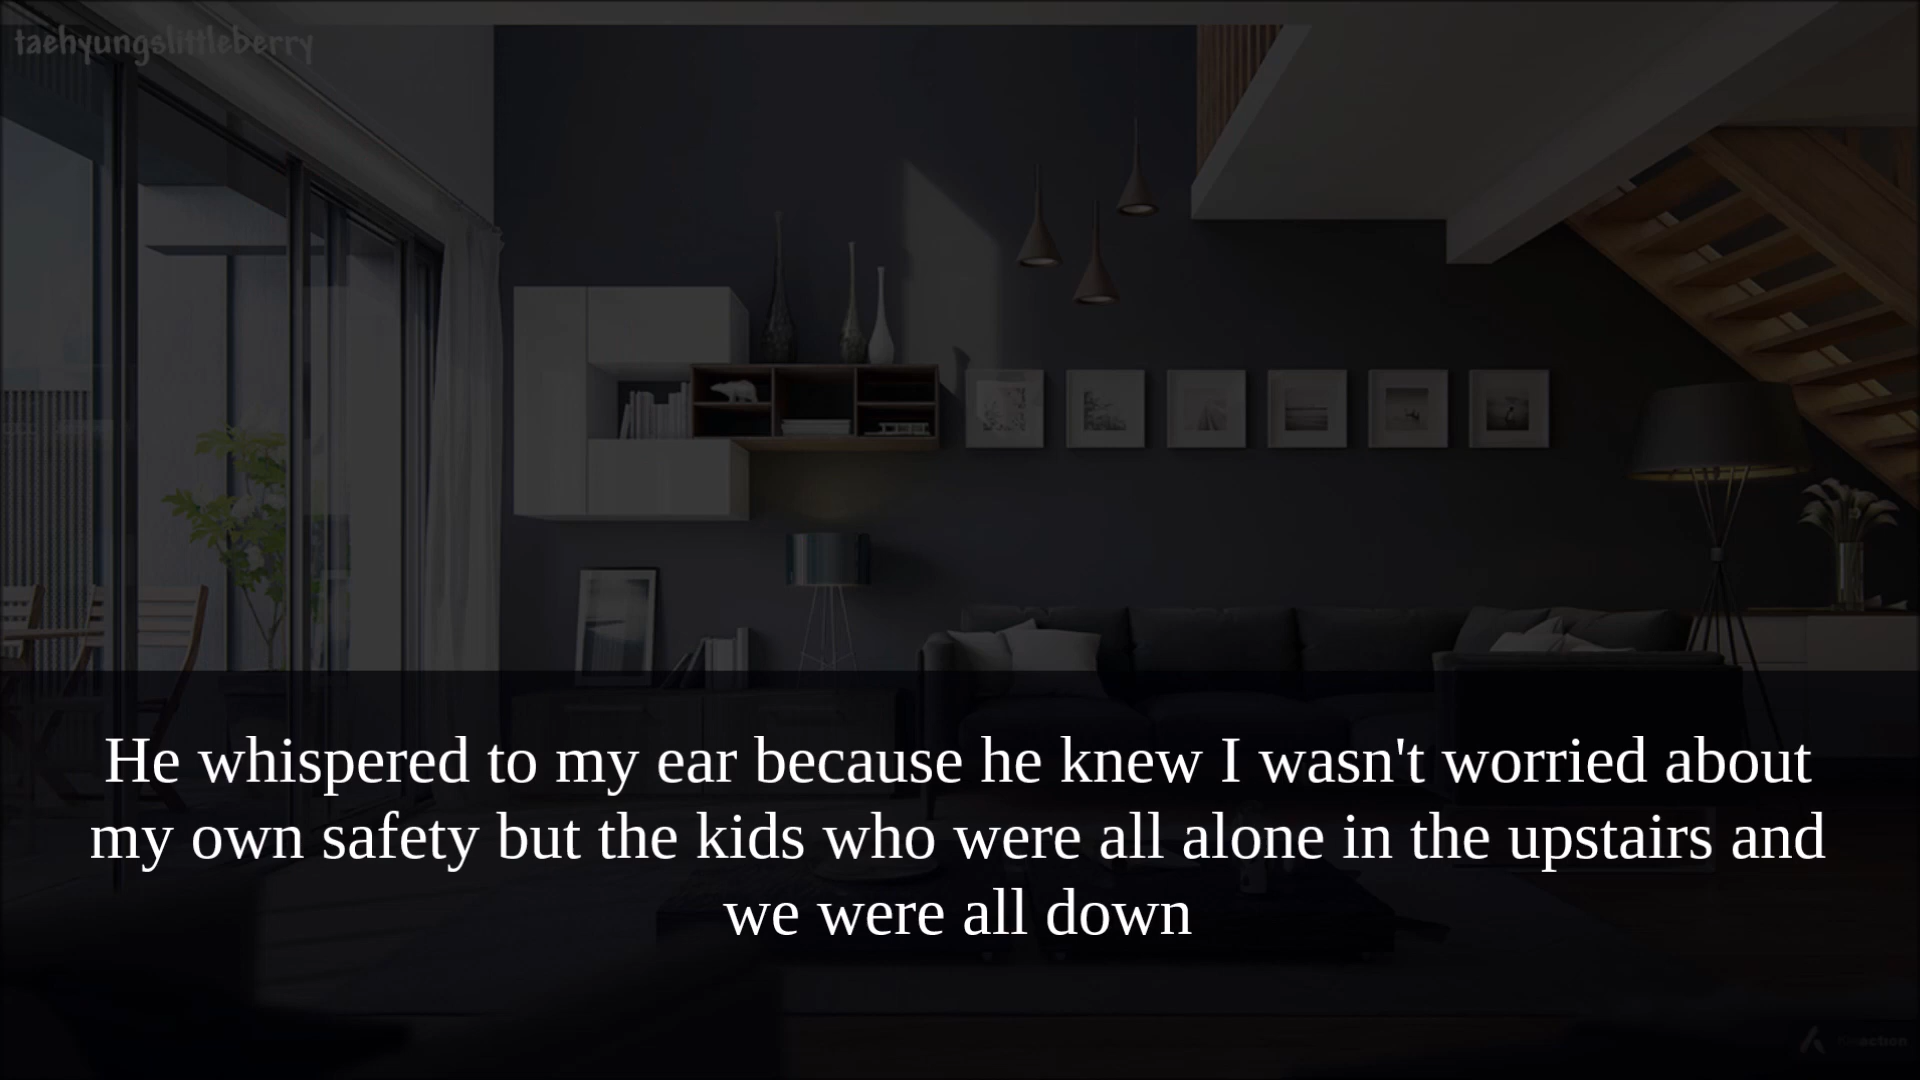 taehyungslittleberry
He whispered to my ear because he knew I wasn't worried about
my own safety but the kids who were all alone in the upstairs and
we were all down